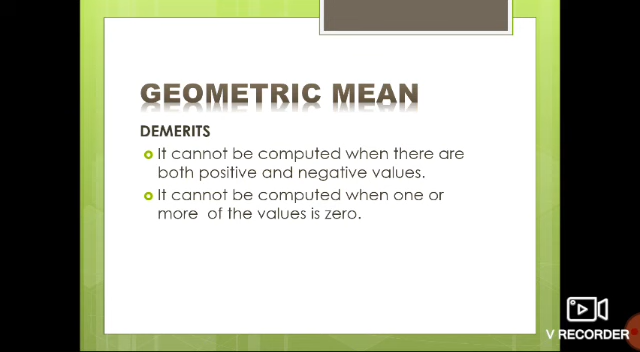 GEOMETRIC MEAN
DEMERITS
It cannot be computed when there are
both positive and negative values.
It cannot be computed when one or
more of the values is zero.
V RECORDER